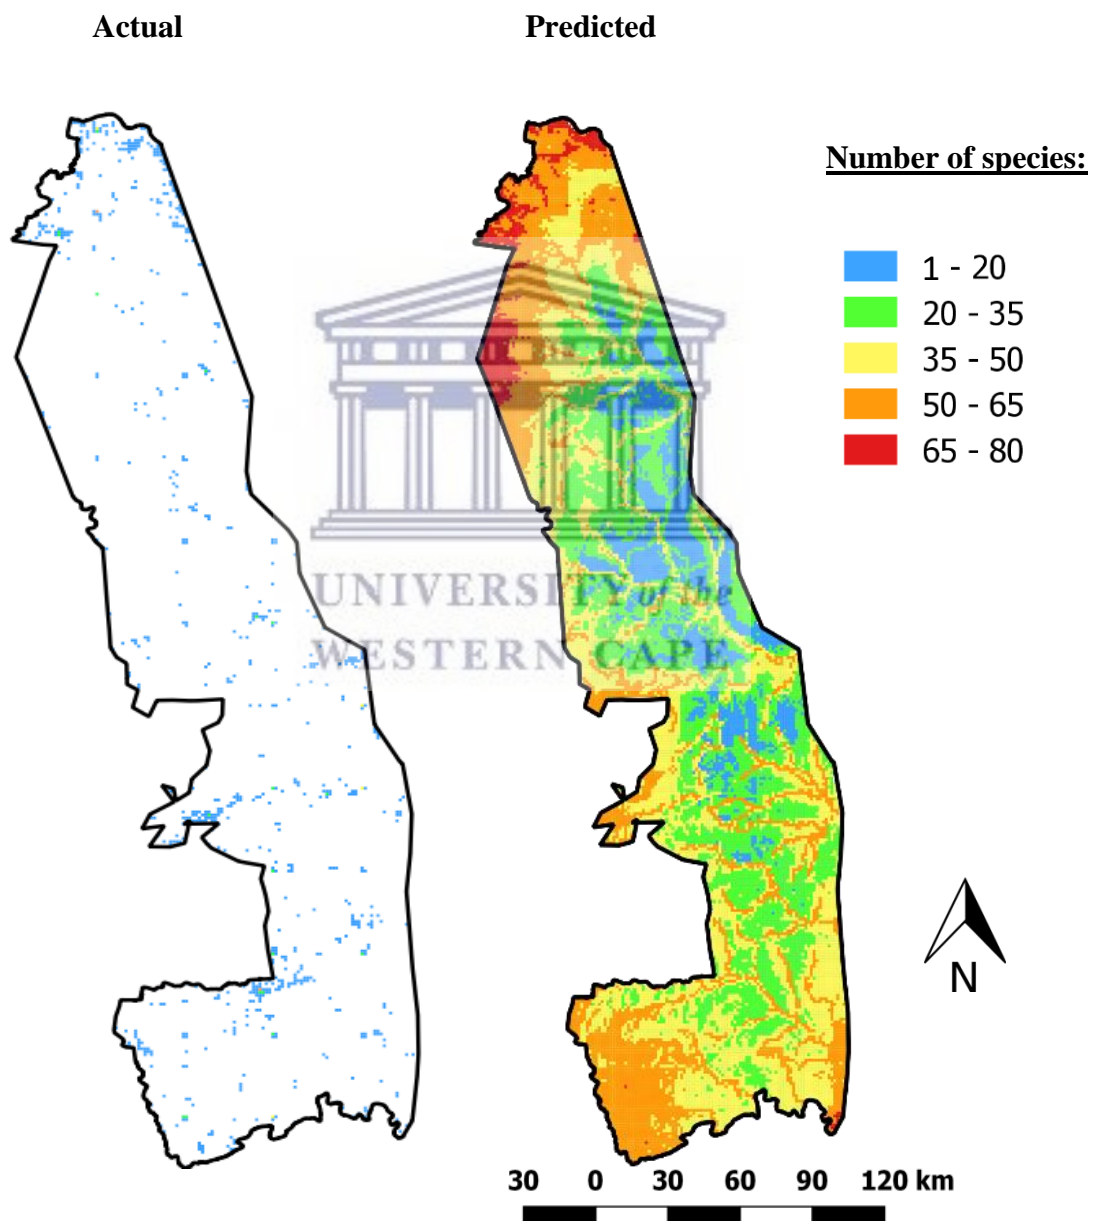 Actual
Predicted
Number of species:
1 - 20
20 - 35
35 - 50
50 - 65
65 - 80
UNIVERSITY of the
WESTERN CAPE
N
30 0 30 60 90 120 km